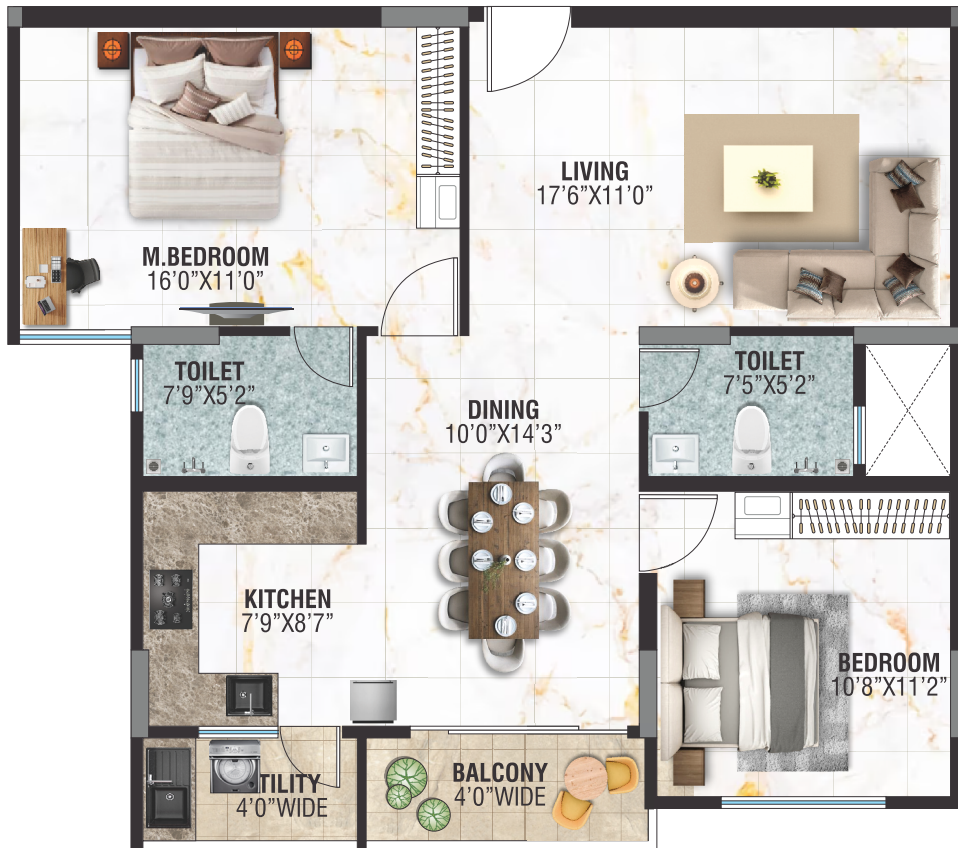 LIVING
17'6"X11'0"
M.BEDROOM
16'0"X11'0"
TOILET
7'9"X5'2"
TOILET
7'5"X5'2"
DINING
10'0"X14'3"
KITCHEN
7'9"X8'7"
BEDROOM
10'8"X11'2"
TILITY
4'0"WIDE
BALCONY
4'0"WIDE